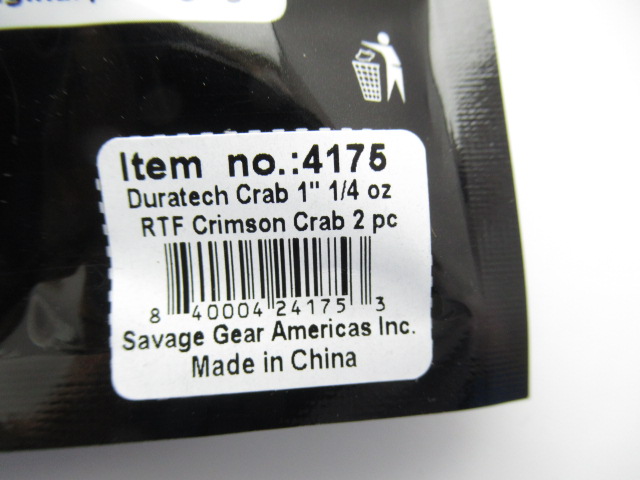 Item no.:4175
Duratech Crab 1" 1/4 oz
RTF Crimson Crab 2 pc
8 40004 24175 3
Savage Gear Americas Inc.
Made in China